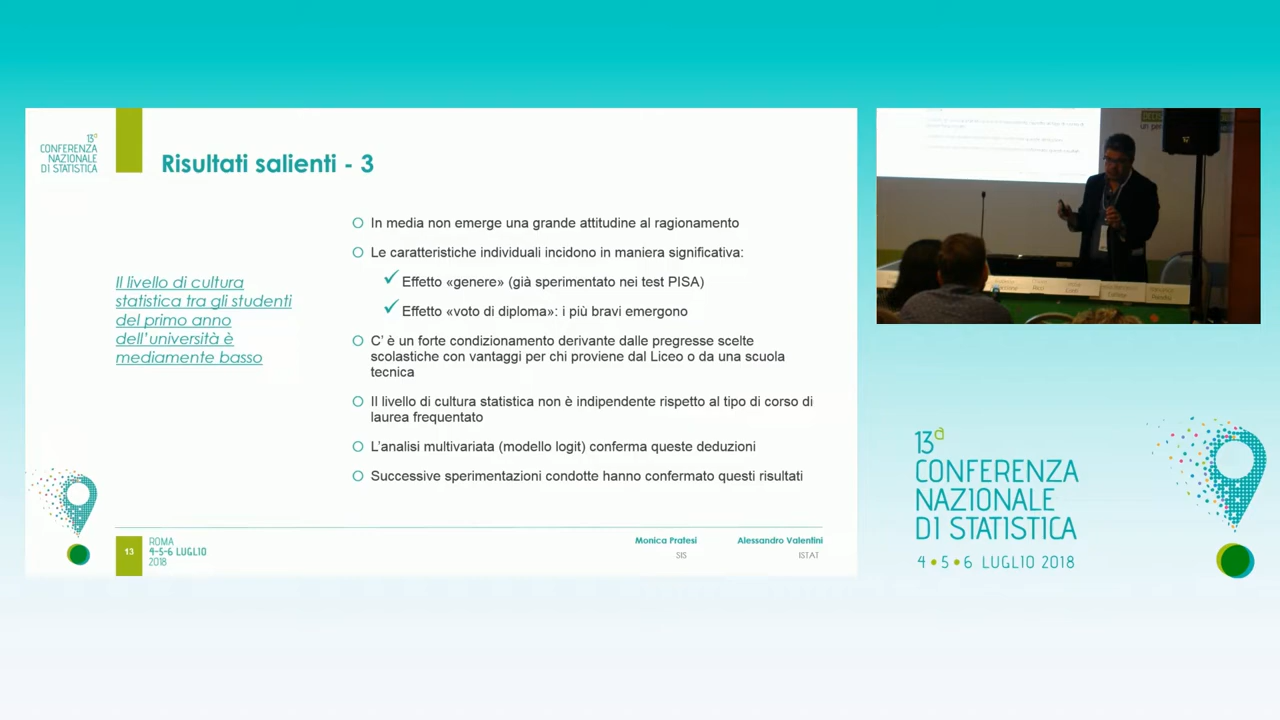 13ª
CONFERENZA
NAZIONALE
DI STATISTICA
Risultati salienti - 3
Il livello di cultura
statistica tra gli studenti
del primo anno
dell'università è
mediamente basso
In media non emerge una grande attitudine al ragionamento
Le caratteristiche individuali incidono in maniera significativa:
Effetto «genere» (già sperimentato nei test PISA)
Effetto «voto di diploma»: i più bravi emergono
C' è un forte condizionamento derivante dalle pregresse scelte
scolastiche con vantaggi per chi proviene dal Liceo o da una scuola
tecnica
Il livello di cultura statistica non è indipendente rispetto al tipo di corso di
laurea frequentato
L'analisi multivariata (modello logit) conferma queste deduzioni
Successive sperimentazioni condotte hanno confermato questi risultati
13
ROMA
4-5-6 LUGLIO
2018
Monica Pratesi
SIS
Alessandro Valentini
ISTAT
13ª
CONFERENZA
NAZIONALE
DI STATISTICA
4 • 5 • 6 LUGLIO 2018